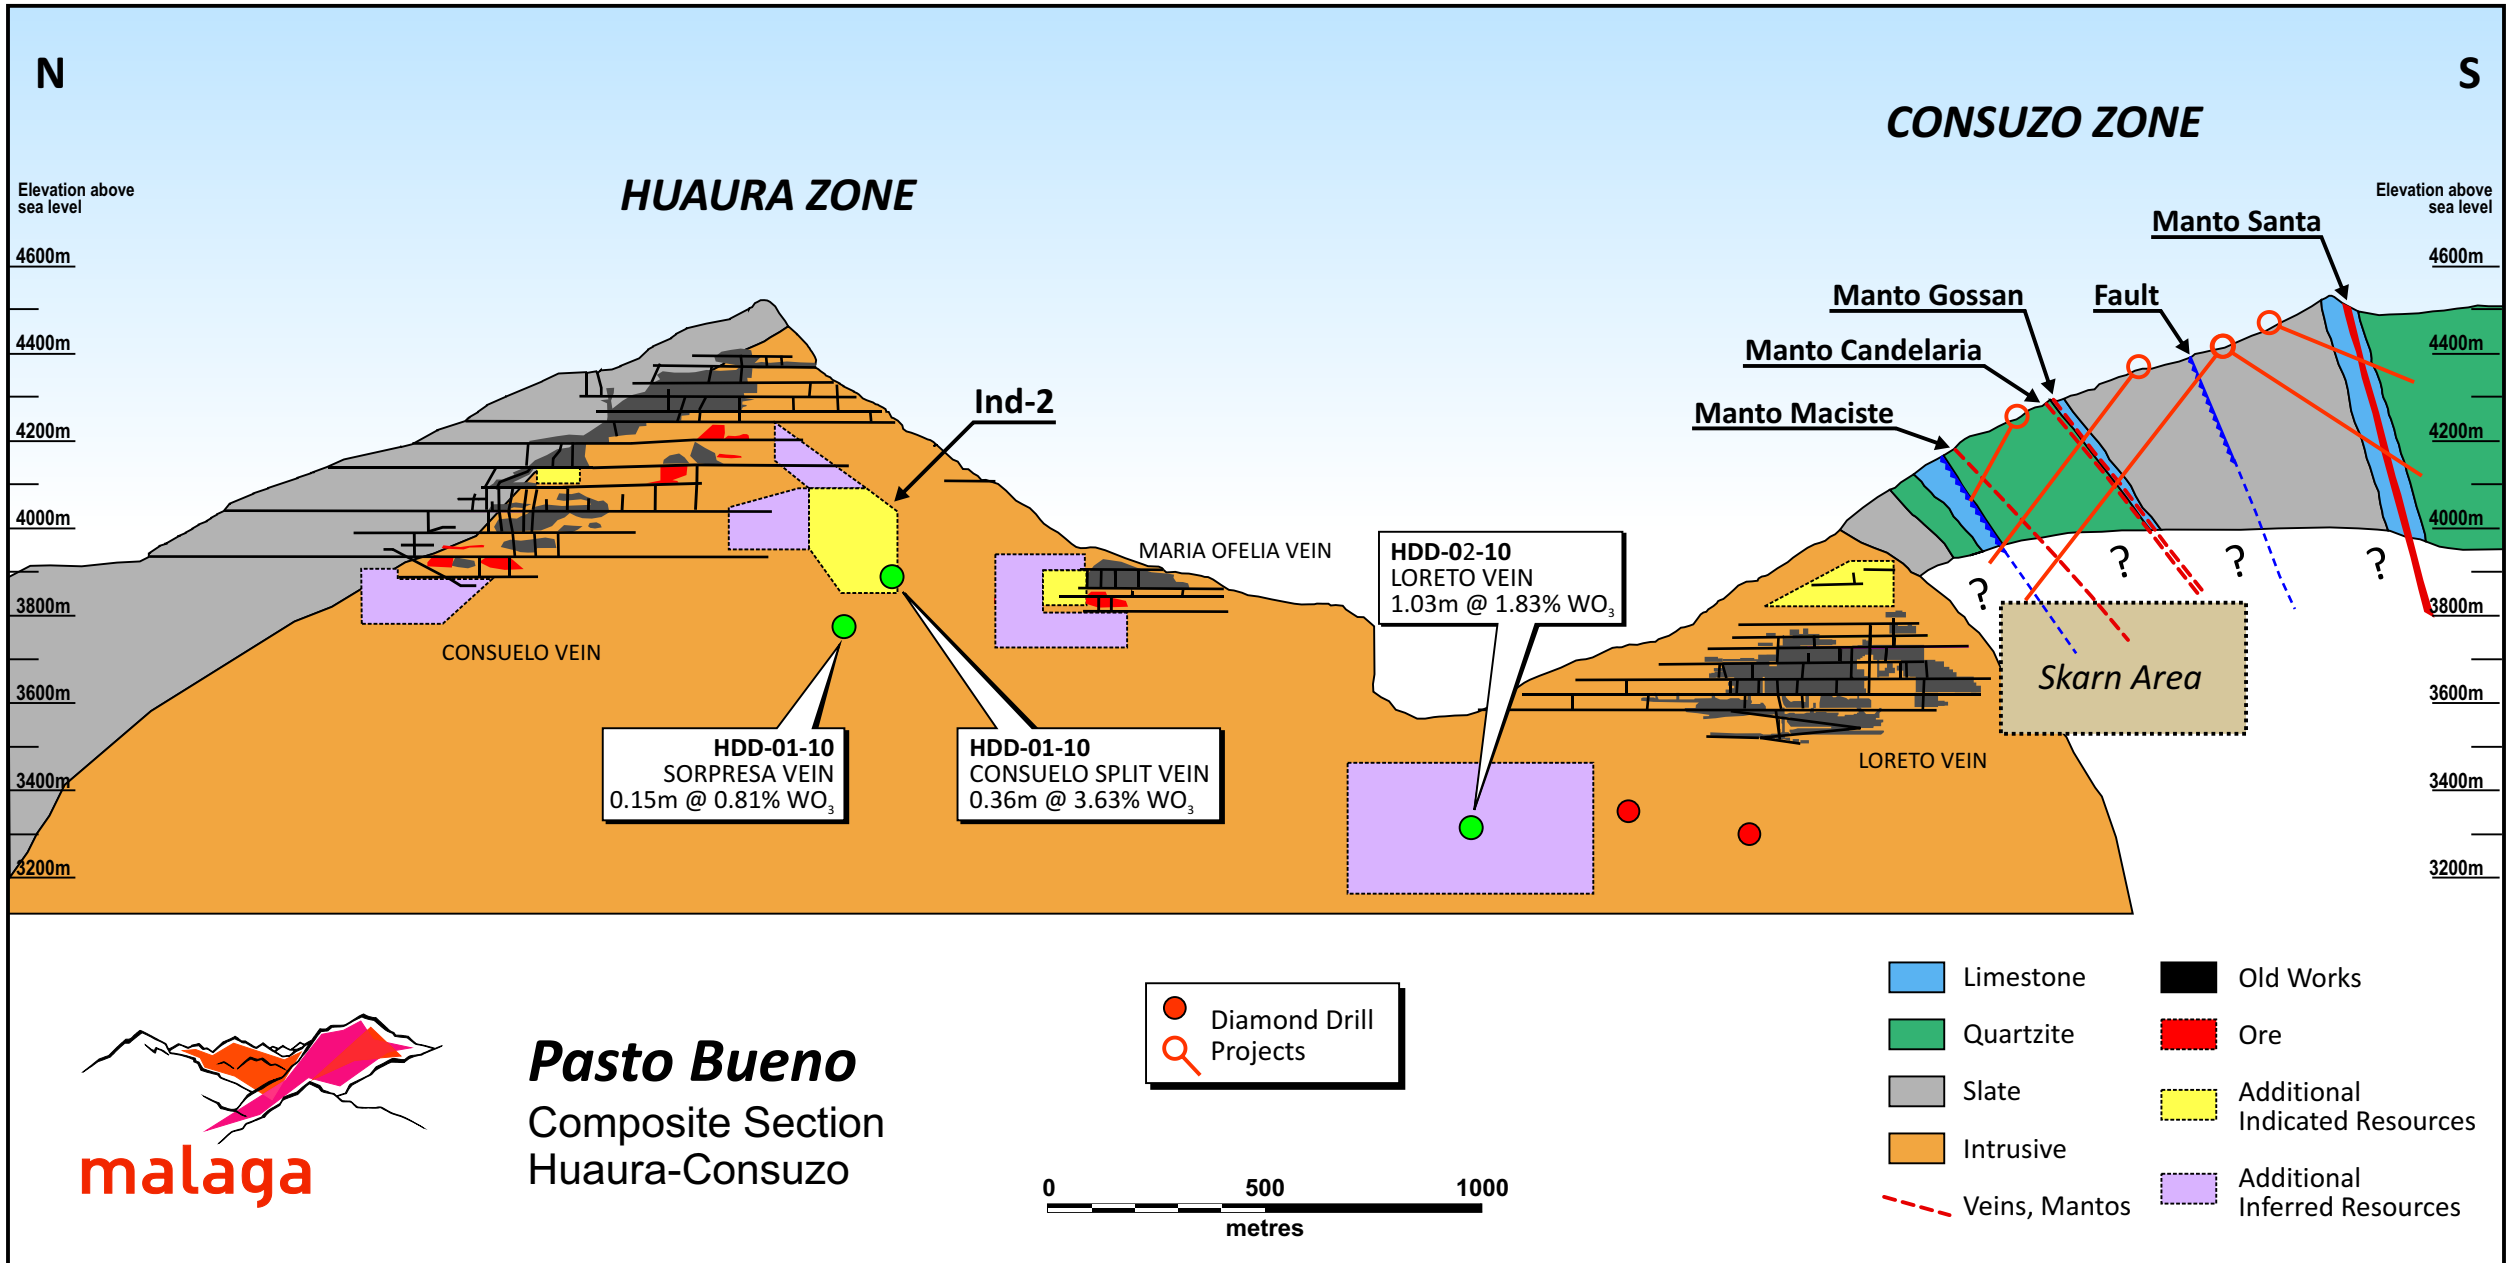 N
S
CONSUZO ZONE
HUAURA ZONE
Elevation above
sea level
Elevation above
sea level
Manto Santa
4600m
4600m
Manto Gossan
Fault
4400m
Manto Candelaria
4400m
Ind-2
Manto Maciste
4200m
4200m
4000m
4000m
HDD-02-10
LORETO VEIN
1.03m @ 1.83% WO₃
MARIA OFELIA VEIN
?
?
?
?
3800m
3800m
CONSUELO VEIN
Skarn Area
3600m
3600m
HDD-01-10
SORPRESA VEIN
0.15m @ 0.81% WO₃
HDD-01-10
CONSUELO SPLIT VEIN
0.36m @ 3.63% WO₃
LORETO VEIN
3400m
3400m
3200m
3200m
malaga
Pasto Bueno
Composite Section
Huaura-Consuzo
Diamond Drill
Projects
0 500 1000
metres
Limestone
Quartzite
Slate
Intrusive
Veins, Mantos
Old Works
Ore
Additional
Indicated Resources
Additional
Inferred Resources